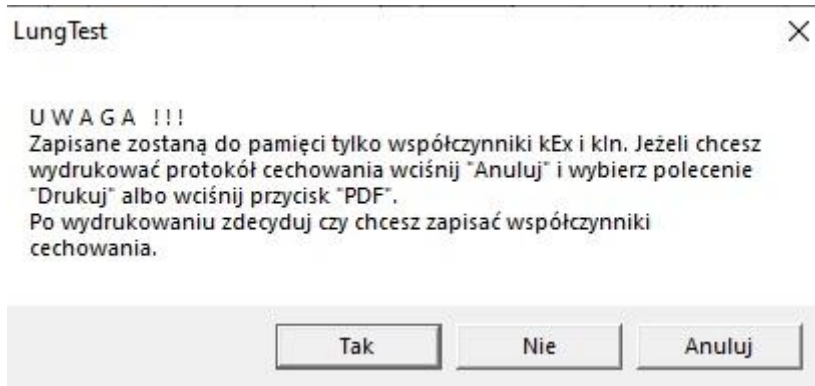 LungTest
U W A G A !!!
Zapisane zostaną do pamięci tylko współczynniki kEx i kIn. Jeżeli chcesz
wydrukować protokół cechowania wciśnij "Anuluj" i wybierz polecenie
"Drukuj" albo wciśnij przycisk "PDF".
Po wydrukowaniu zdecyduj czy chcesz zapisać współczynniki
cechowania.
Tak Nie Anuluj